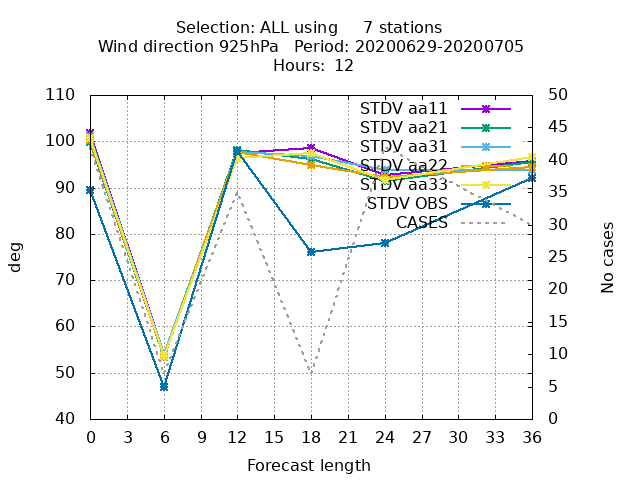 Selection: ALL using 7 stations
Wind direction 925hPa Period: 20200629-20200705
Hours: 12
110
100
90
80
70
60
50
40
deg
50
45
40
35
30
25
20
15
10
5
0
No cases
STDV aa11
STDV aa21
STDV aa31
STDV aa22
STDV aa33
STDV OBS
CASES
0 3 6 9 12 15 18 21 24 27 30 33 36
Forecast length